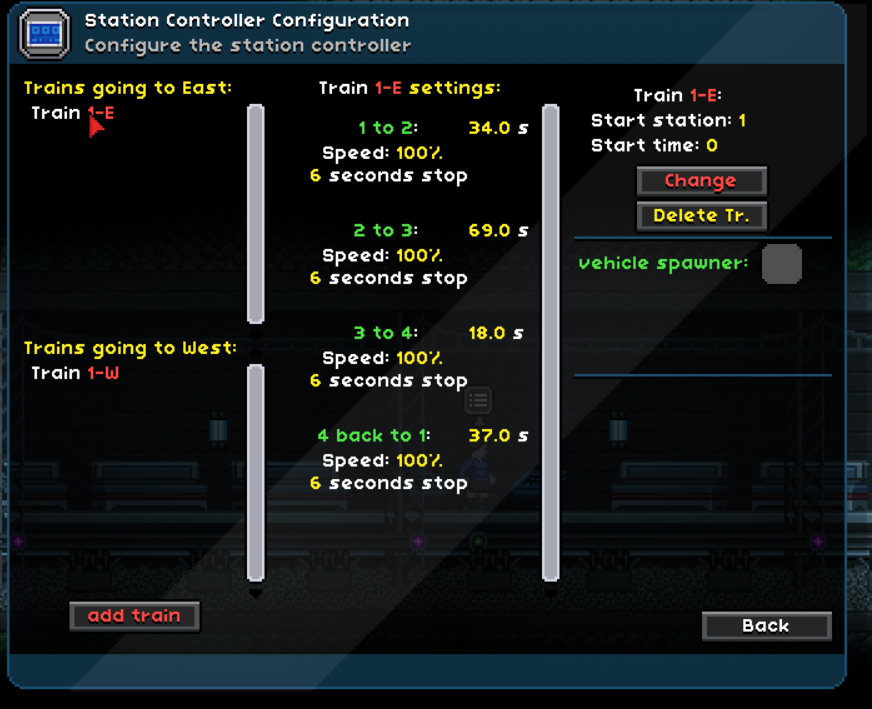 Station Controller Configuration
Configure the station controller
Trains going to East:
Train 1-E
Trains going to West:
Train 1-W
add train
Train 1-E settings:
1 to 2: 34.0 s
Speed: 100%
6 seconds stop
2 to 3: 69.0 s
Speed: 100%
6 seconds stop
3 to 4: 18.0 s
Speed: 100%
6 seconds stop
4 back to 1: 37.0 s
Speed: 100%
6 seconds stop
Train 1-E:
Start station: 1
Start time: 0
Change
Delete Tr.
vehicle spawner:
Back